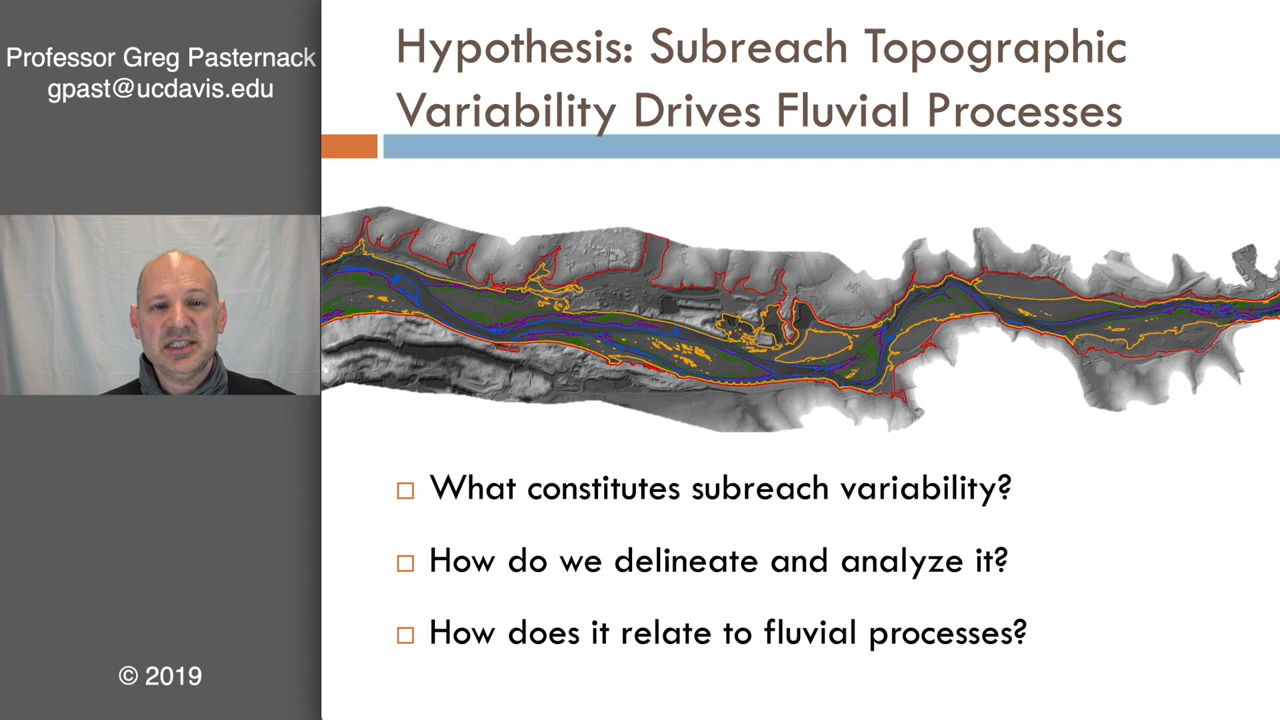 Professor Greg Pasternack
gpast@ucdavis.edu
Hypothesis: Subreach Topographic
Variability Drives Fluvial Processes
What constitutes subreach variability?
How do we delineate and analyze it?
How does it relate to fluvial processes?
© 2019